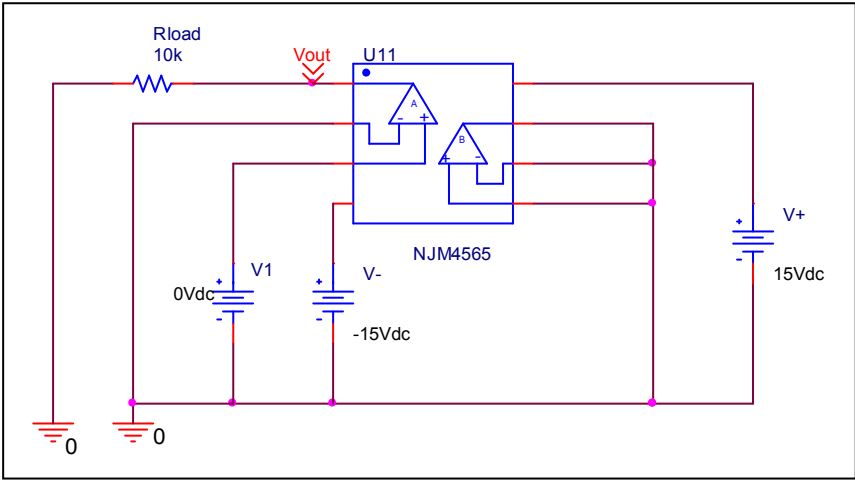 Rload
10k
Vout
U11
A
- +
B
+ -
NJM4565
+
V+
-
15Vdc
+
V1
0Vdc
-
+
V-
-
-15Vdc
0
0